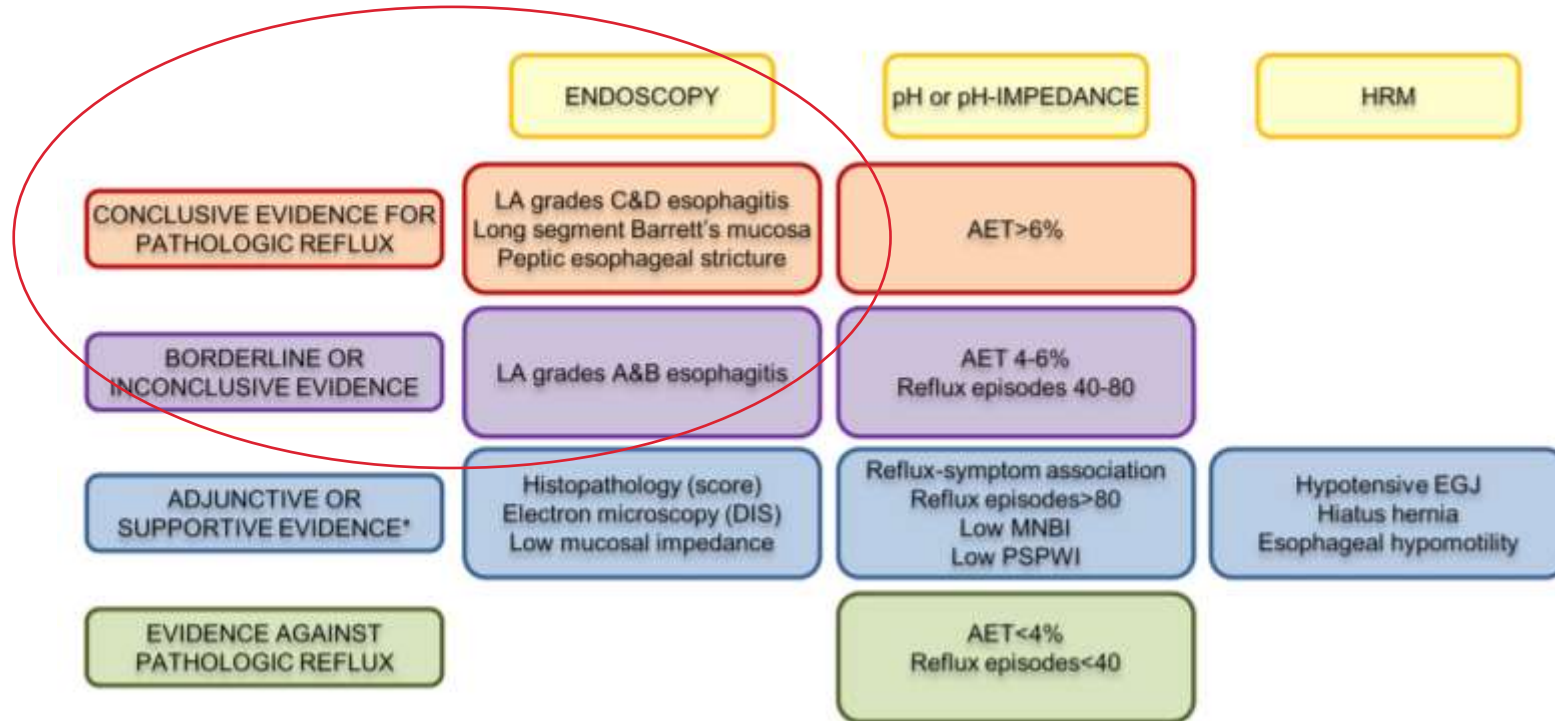 ENDOSCOPY
pH or pH-IMPEDANCE
HRM
CONCLUSIVE EVIDENCE FOR
PATHOLOGIC REFLUX
LA grades C&D esophagitis
Long segment Barrett's mucosa
Peptic esophageal stricture
AET>6%
BORDERLINE OR
INCONCLUSIVE EVIDENCE
LA grades A&B esophagitis
AET 4-6%
Reflux episodes 40-80
ADJUNCTIVE OR
SUPPORTIVE EVIDENCE*
Histopathology (score)
Electron microscopy (DIS)
Low mucosal impedance
Reflux-symptom association
Reflux episodes>80
Low MNBI
Low PSPWI
Hypotensive EGJ
Hiatus hernia
Esophageal hypomotility
EVIDENCE AGAINST
PATHOLOGIC REFLUX
AET<4%
Reflux episodes<40